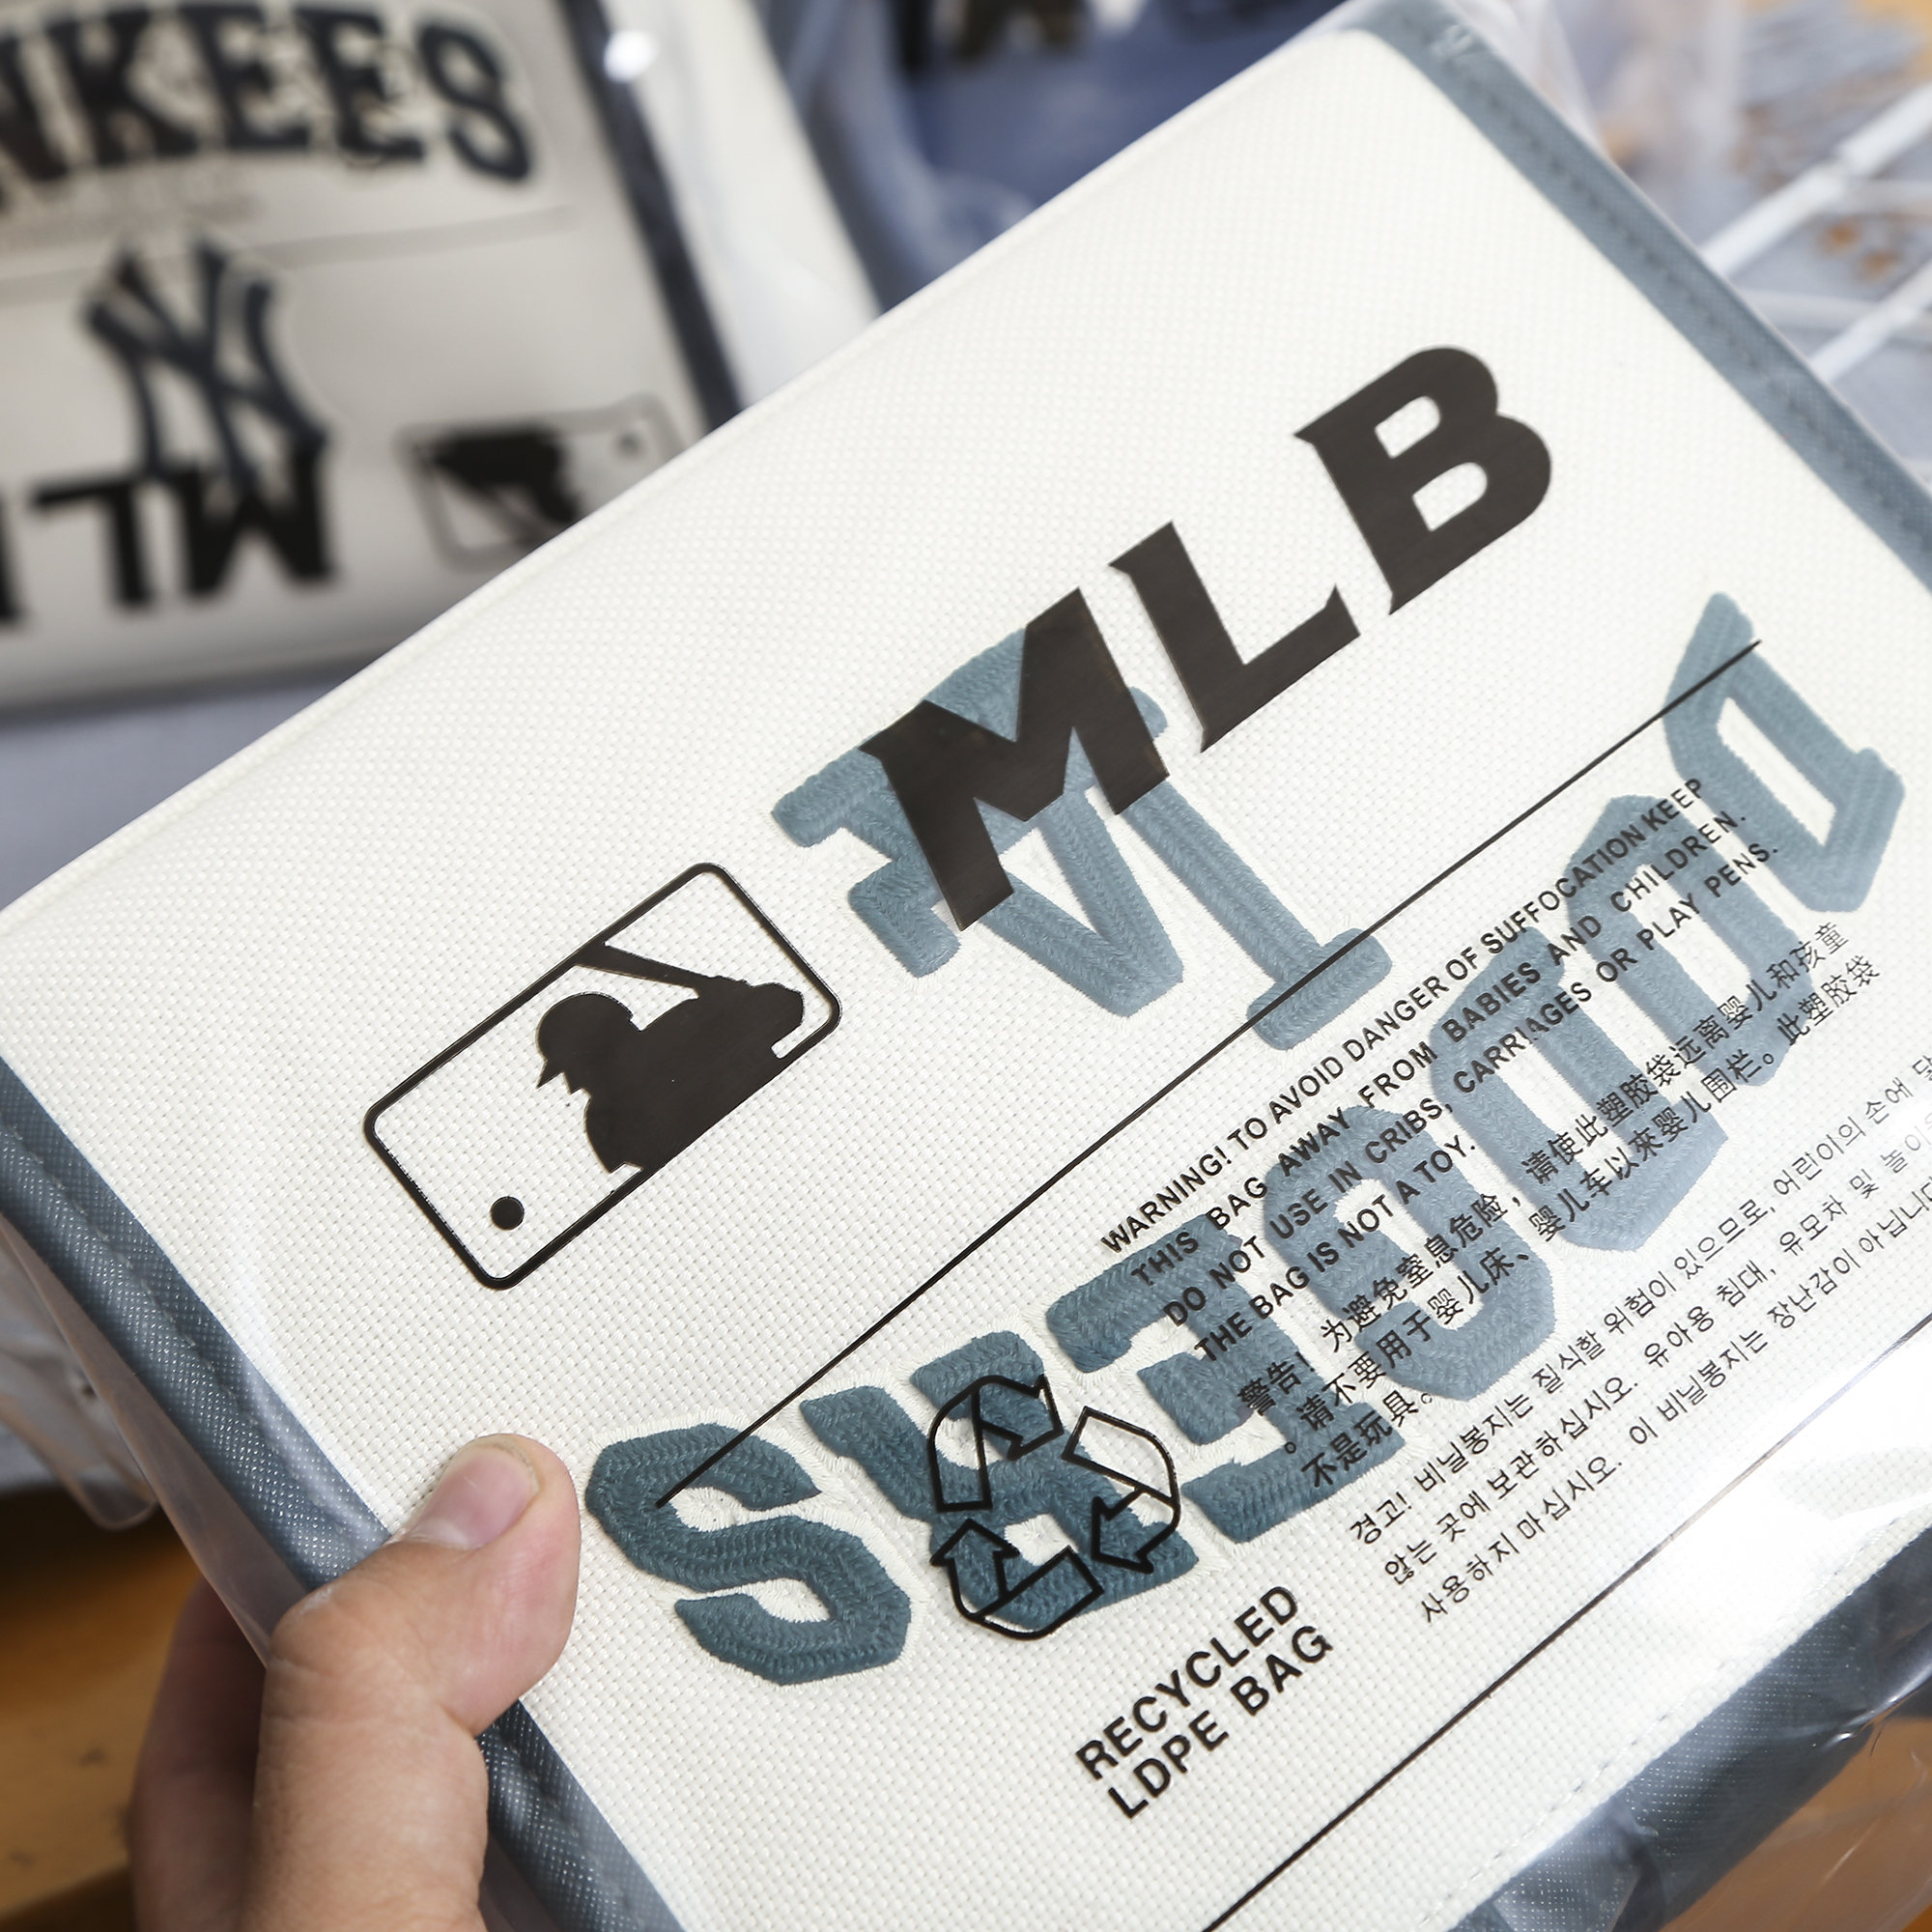 NKEES
NY
ML
MLB
LA
DODGERS
WARNING! TO AVOID DANGER OF SUFFOCATION KEEP
THIS BAG AWAY FROM BABIES AND CHILDREN.
DO NOT USE IN CRIBS, CARRIAGES OR PLAY PENS.
THE BAG IS NOT A TOY.
警告! 为避免窒息危险，请使此塑胶袋远离婴儿和孩童
。请不要用于婴儿床、婴儿车以来婴儿围栏。此塑胶袋
不是玩具。
경고! 비닐봉지는 질식할 위험이 있으므로, 어린이의 손에 닿
않는 곳에 보관하십시오. 유아용 침대, 유모차 및 놀이
사용하지 마십시오. 이 비닐봉지는 장난감이 아닙니다
RECYCLED
LDPE BAG